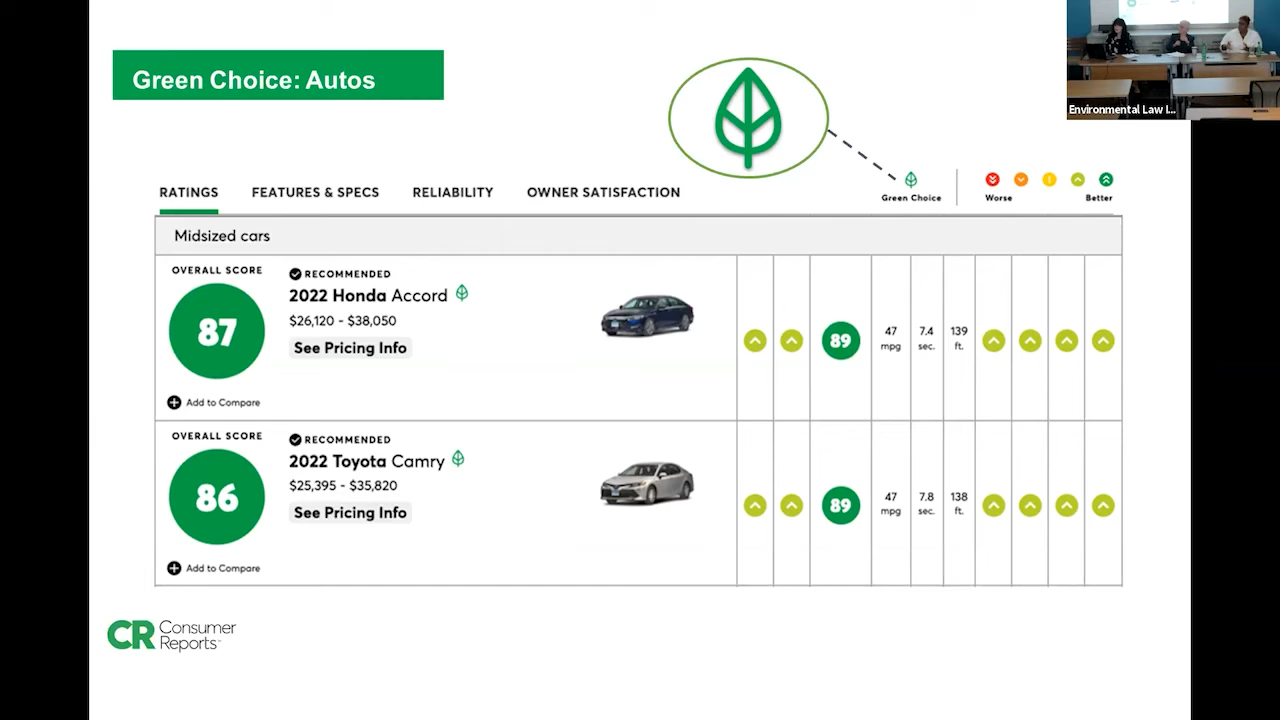 Green Choice: Autos
Environmental Law I...
RATINGS FEATURES & SPECS RELIABILITY OWNER SATISFACTION
Green Choice
Worse Better
Midsized cars
OVERALL SCORE
87
Add to Compare
RECOMMENDED
2022 Honda Accord
$26,120 - $38,050
See Pricing Info
89
47 mpg
7.4 sec.
139 ft.
OVERALL SCORE
86
Add to Compare
RECOMMENDED
2022 Toyota Camry
$25,395 - $35,820
See Pricing Info
89
47 mpg
7.8 sec.
138 ft.
CR Consumer
Reports